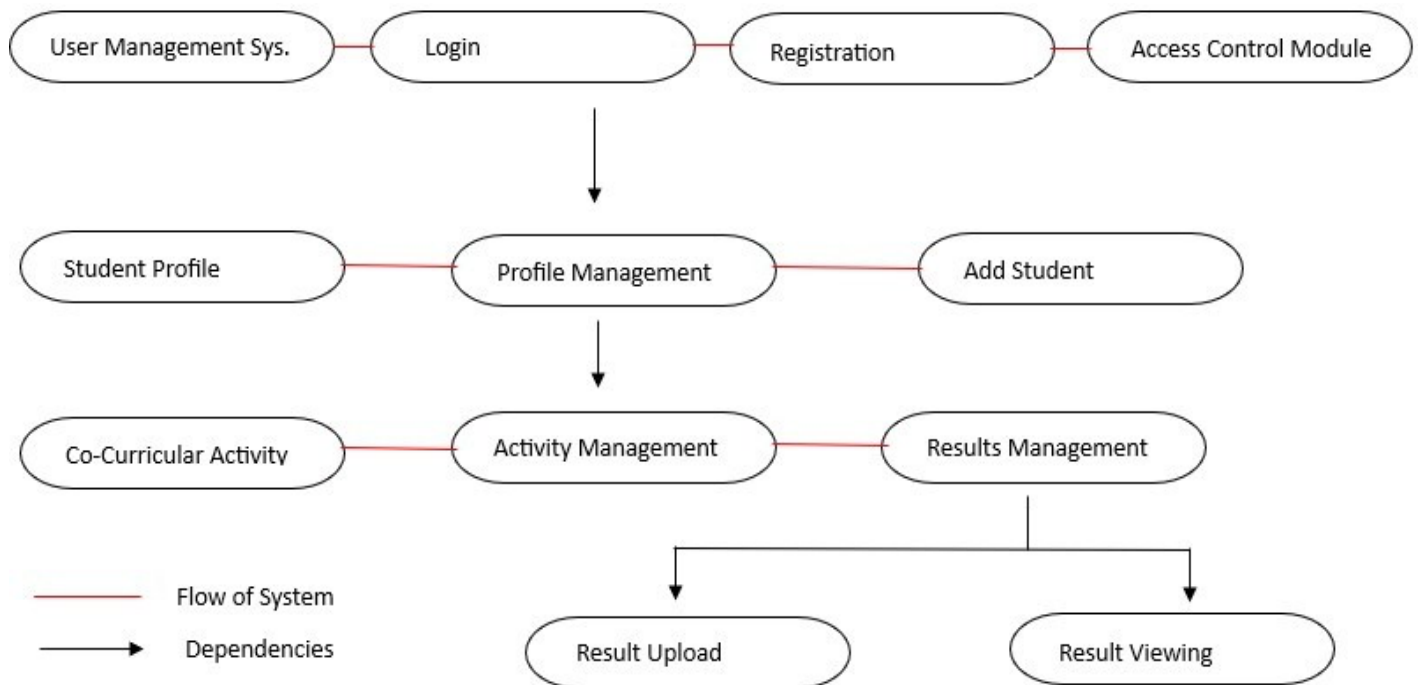 User Management Sys.
Login
Registration
Access Control Module
Student Profile
Profile Management
Add Student
Co-Curricular Activity
Activity Management
Results Management
Flow of System
Dependencies
Result Upload
Result Viewing